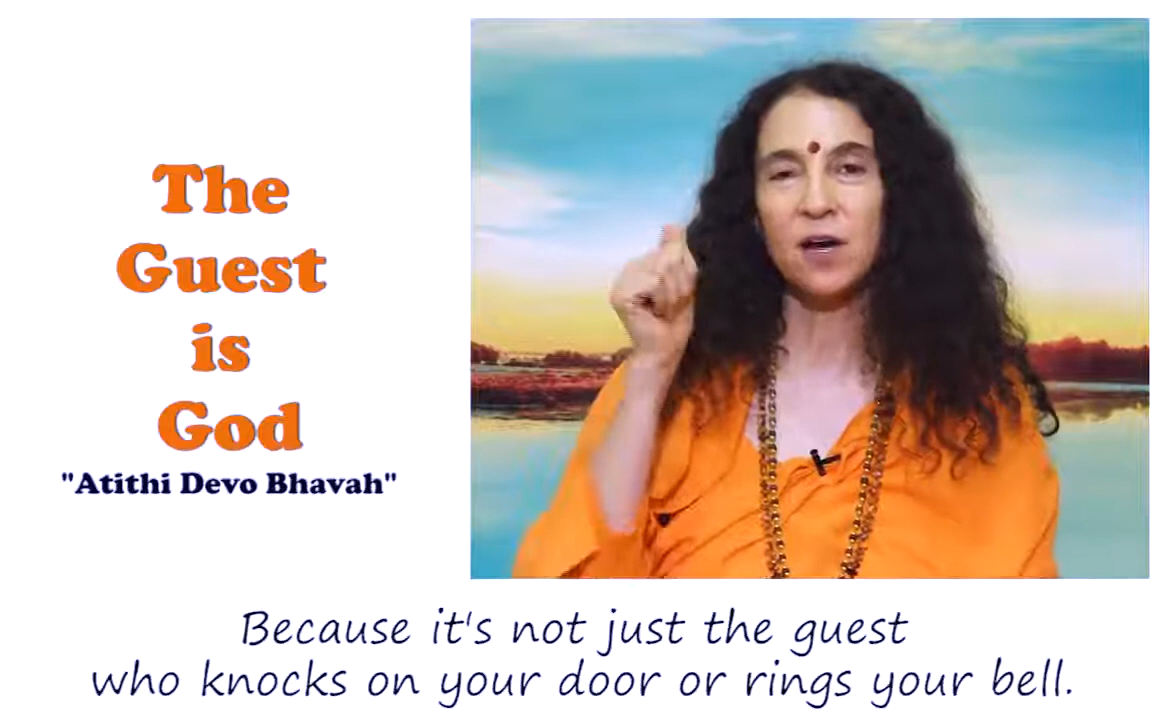 The
Guest
is
God
"Atithi Devo Bhavah"
Because it's not just the guest
who knocks on your door or rings your bell.